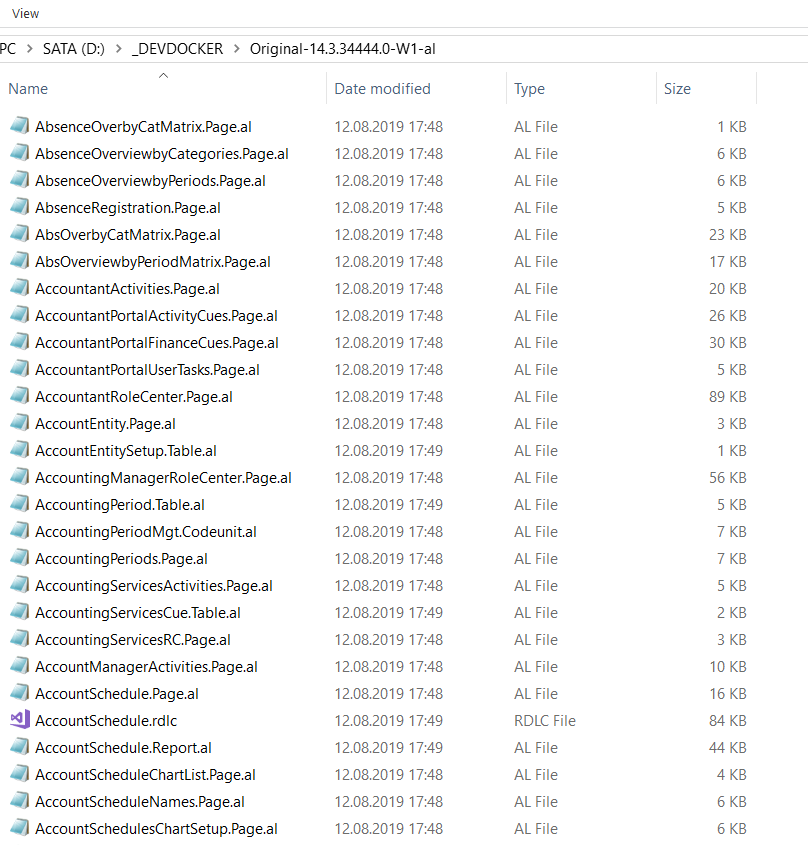 View
PC > SATA (D:) > _DEVDOCKER > Original-14.3.34444.0-W1-al
Name Date modified Type Size
AbsenceOverbyCatMatrix.Page.al 12.08.2019 17:48 AL File 1 KB
AbsenceOverviewbyCategories.Page.al 12.08.2019 17:48 AL File 6 KB
AbsenceOverviewbyPeriods.Page.al 12.08.2019 17:48 AL File 6 KB
AbsenceRegistration.Page.al 12.08.2019 17:48 AL File 5 KB
AbsOverbyCatMatrix.Page.al 12.08.2019 17:48 AL File 23 KB
AbsOverviewbyPeriodMatrix.Page.al 12.08.2019 17:48 AL File 17 KB
AccountantActivities.Page.al 12.08.2019 17:48 AL File 20 KB
AccountantPortalActivityCues.Page.al 12.08.2019 17:48 AL File 26 KB
AccountantPortalFinanceCues.Page.al 12.08.2019 17:48 AL File 30 KB
AccountantPortalUserTasks.Page.al 12.08.2019 17:48 AL File 5 KB
AccountantRoleCenter.Page.al 12.08.2019 17:48 AL File 89 KB
AccountEntity.Page.al 12.08.2019 17:48 AL File 3 KB
AccountEntitySetup.Table.al 12.08.2019 17:49 AL File 1 KB
AccountingManagerRoleCenter.Page.al 12.08.2019 17:48 AL File 56 KB
AccountingPeriod.Table.al 12.08.2019 17:49 AL File 5 KB
AccountingPeriodMgt.Codeunit.al 12.08.2019 17:48 AL File 7 KB
AccountingPeriods.Page.al 12.08.2019 17:48 AL File 7 KB
AccountingServicesActivities.Page.al 12.08.2019 17:48 AL File 5 KB
AccountingServicesCue.Table.al 12.08.2019 17:49 AL File 2 KB
AccountingServicesRC.Page.al 12.08.2019 17:48 AL File 3 KB
AccountManagerActivities.Page.al 12.08.2019 17:48 AL File 10 KB
AccountSchedule.Page.al 12.08.2019 17:48 AL File 16 KB
AccountSchedule.rdlc 12.08.2019 17:49 RDLC File 84 KB
AccountSchedule.Report.al 12.08.2019 17:49 AL File 44 KB
AccountScheduleChartList.Page.al 12.08.2019 17:48 AL File 4 KB
AccountScheduleNames.Page.al 12.08.2019 17:48 AL File 6 KB
AccountSchedulesChartSetup.Page.al 12.08.2019 17:48 AL File 6 KB